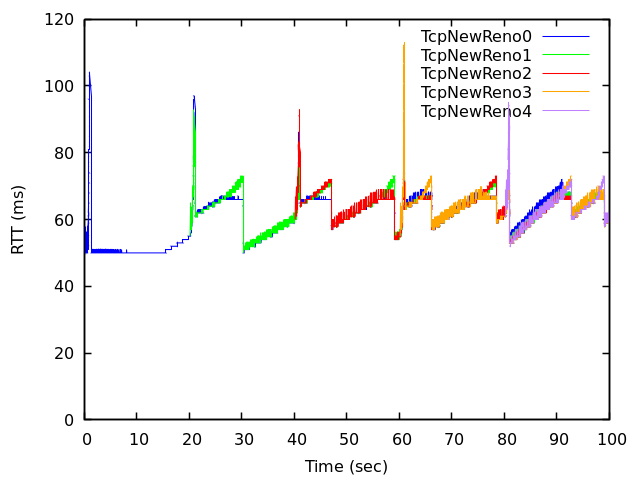 120
100
80
60
40
20
0
RTT (ms)
TcpNewReno0
TcpNewReno1
TcpNewReno2
TcpNewReno3
TcpNewReno4
0 10 20 30 40 50 60 70 80 90 100
Time (sec)